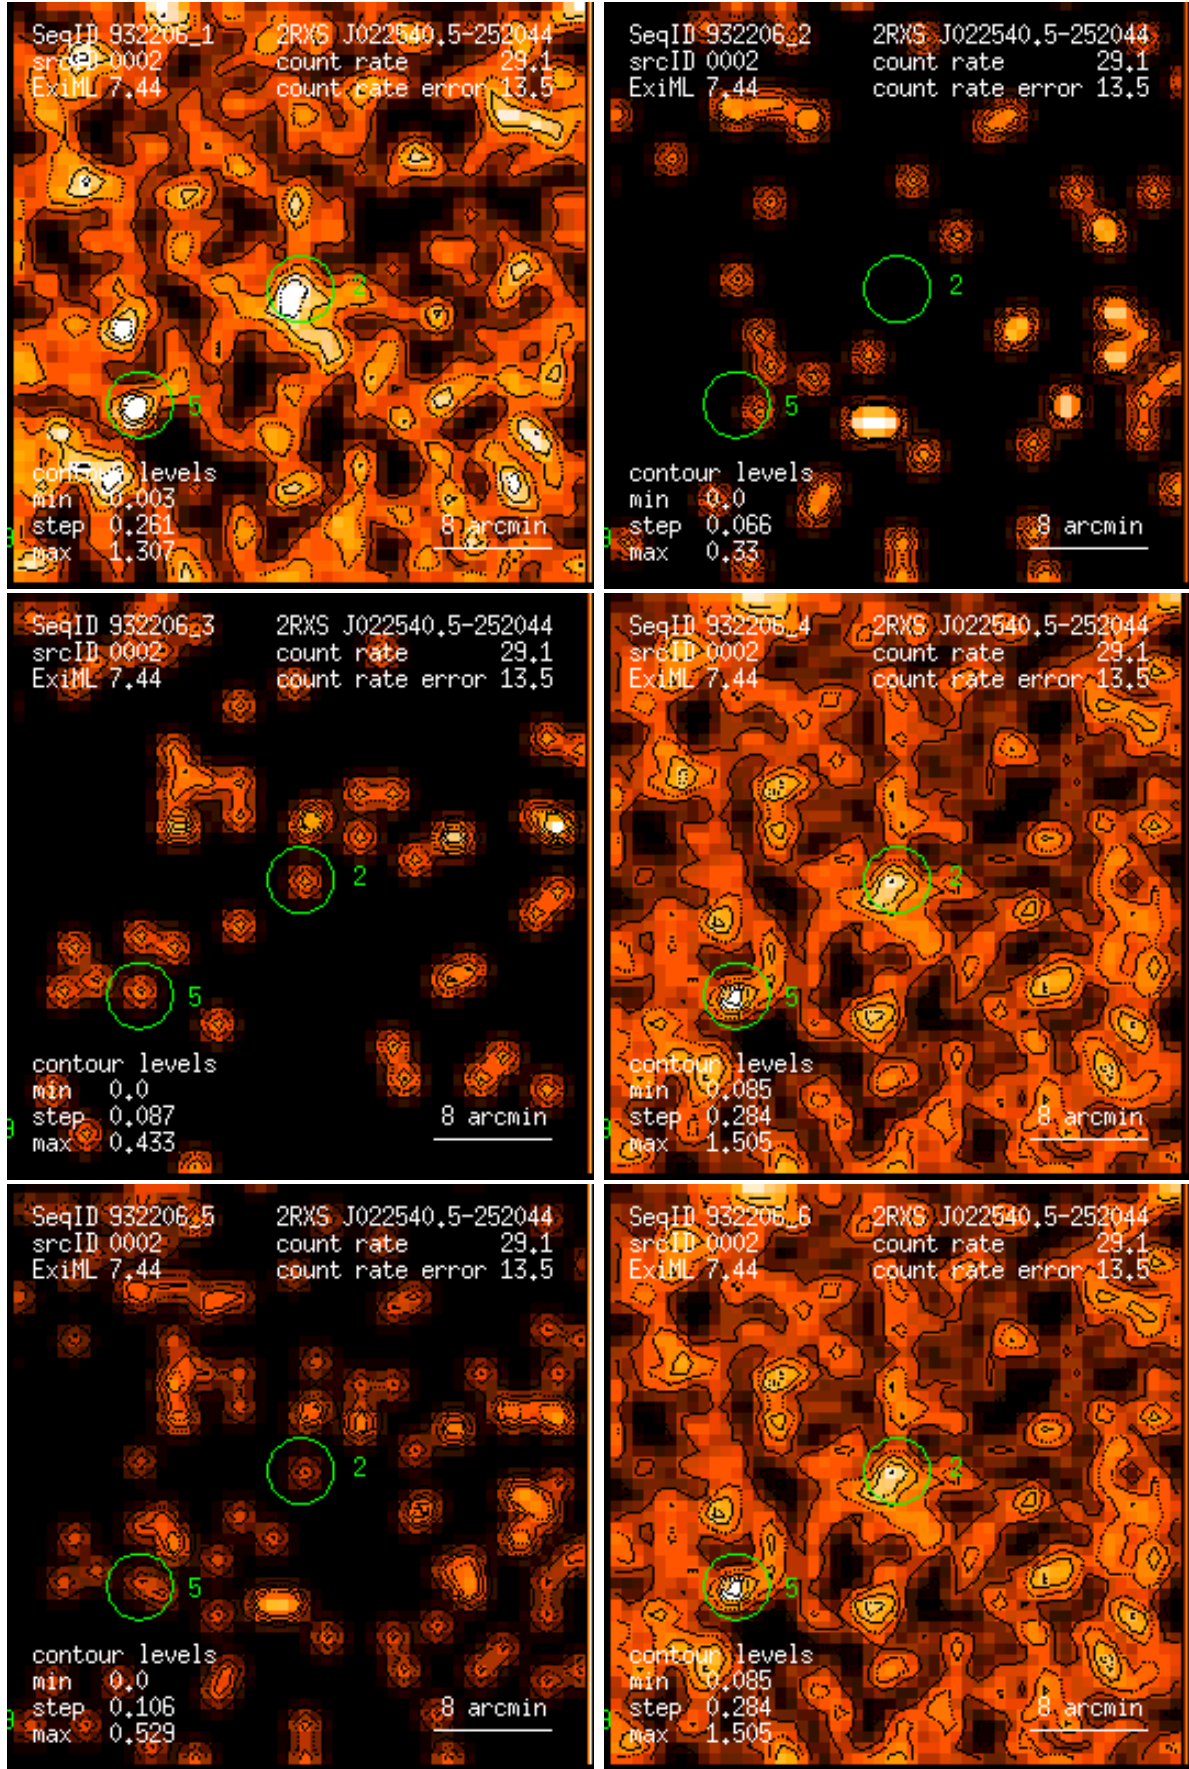 SeqID 932206_1 2RXS J022540.5-252044
srcID 0002 count rate 29.1
ExiML 7.44 count rate error 13.5
2
5
contour levels
min 0.003
step 0.261 8 arcmin
max 1.307
SeqID 932206_2 2RXS J022540.5-252044
srcID 0002 count rate 29.1
ExiML 7.44 count rate error 13.5
2
5
contour levels
min 0.0
step 0.066 8 arcmin
max 0.33
SeqID 932206_3 2RXS J022540.5-252044
srcID 0002 count rate 29.1
ExiML 7.44 count rate error 13.5
2
5
contour levels
min 0.0
step 0.087 8 arcmin
max 0.433
SeqID 932206_4 2RXS J022540.5-252044
srcID 0002 count rate 29.1
ExiML 7.44 count rate error 13.5
2
5
contour levels
min 0.085
step 0.284 8 arcmin
max 1.505
SeqID 932206_5 2RXS J022540.5-252044
srcID 0002 count rate 29.1
ExiML 7.44 count rate error 13.5
2
5
contour levels
min 0.0
step 0.106 8 arcmin
max 0.529
SeqID 932206_6 2RXS J022540.5-252044
srcID 0002 count rate 29.1
ExiML 7.44 count rate error 13.5
2
5
contour levels
min 0.085
step 0.284 8 arcmin
max 1.505